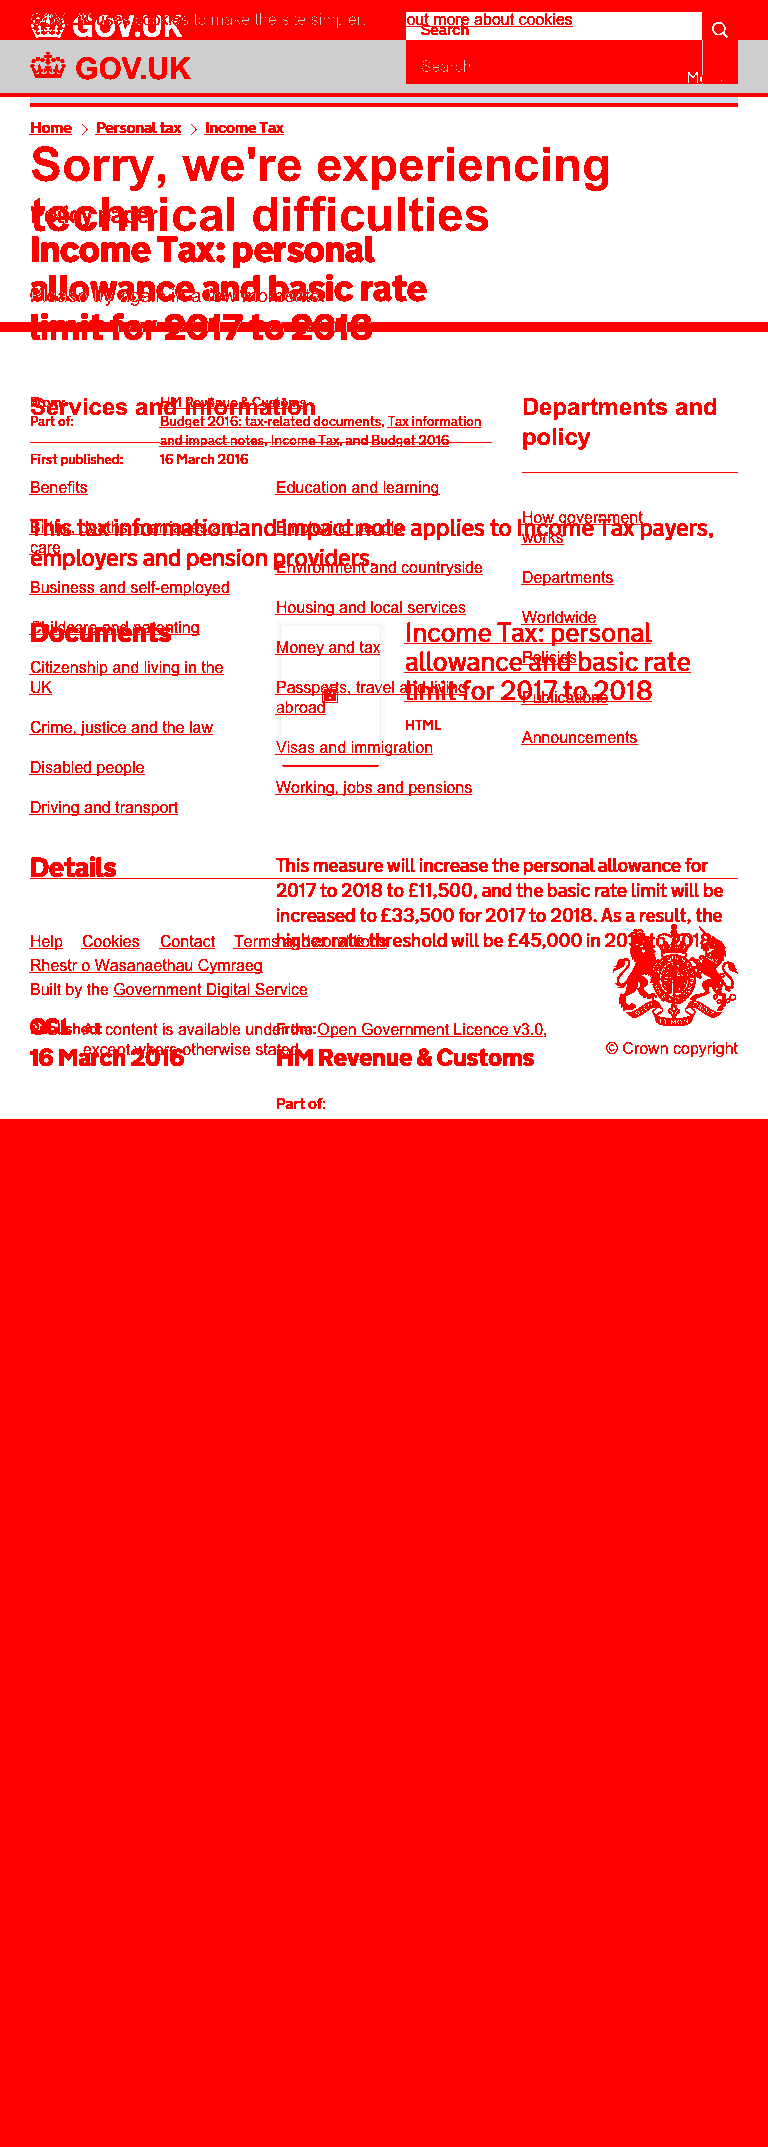 GOV.UK uses cookies to make the site simpler. out more about cookies
GOV.UK
Search
GOV.UK
Search
Home Personal tax Income Tax
Sorry, we're experiencing
technical difficulties
Policy paper
Income Tax: personal
allowance and basic rate
Please try again in a few moments.
limit for 2017 to 2018
From: HM Revenue & Customs
Services and information
Departments and
policy
Part of: Budget 2016: tax-related documents, Tax information
and impact notes, Income Tax, and Budget 2016
First published: 16 March 2016
Benefits
Education and learning
How government
works
This tax information and impact note applies to Income Tax payers,
employers and pension providers.
care
Environment and countryside
Business and self-employed
Departments
Housing and local services
Worldwide
Childcare and parenting
Documents
Income Tax: personal
allowance and basic rate
limit for 2017 to 2018
HTML
Money and tax
Policies
Citizenship and living in the
UK
Passports, travel and living
abroad
Publications
Crime, justice and the law
Announcements
Visas and immigration
Disabled people
Working, jobs and pensions
Driving and transport
Details
This measure will increase the personal allowance for
2017 to 2018 to £11,500, and the basic rate limit will be
increased to £33,500 for 2017 to 2018. As a result, the
higher rate threshold will be £45,000 in 2017 to 2018.
Help Cookies Contact Terms and conditions
Rhestr o Wasanaethau Cymraeg
Built by the Government Digital Service
Published:
From:
OGL
All content is available under the Open Government Licence v3.0,
except where otherwise stated
© Crown copyright
16 March 2016
HM Revenue & Customs
Part of: